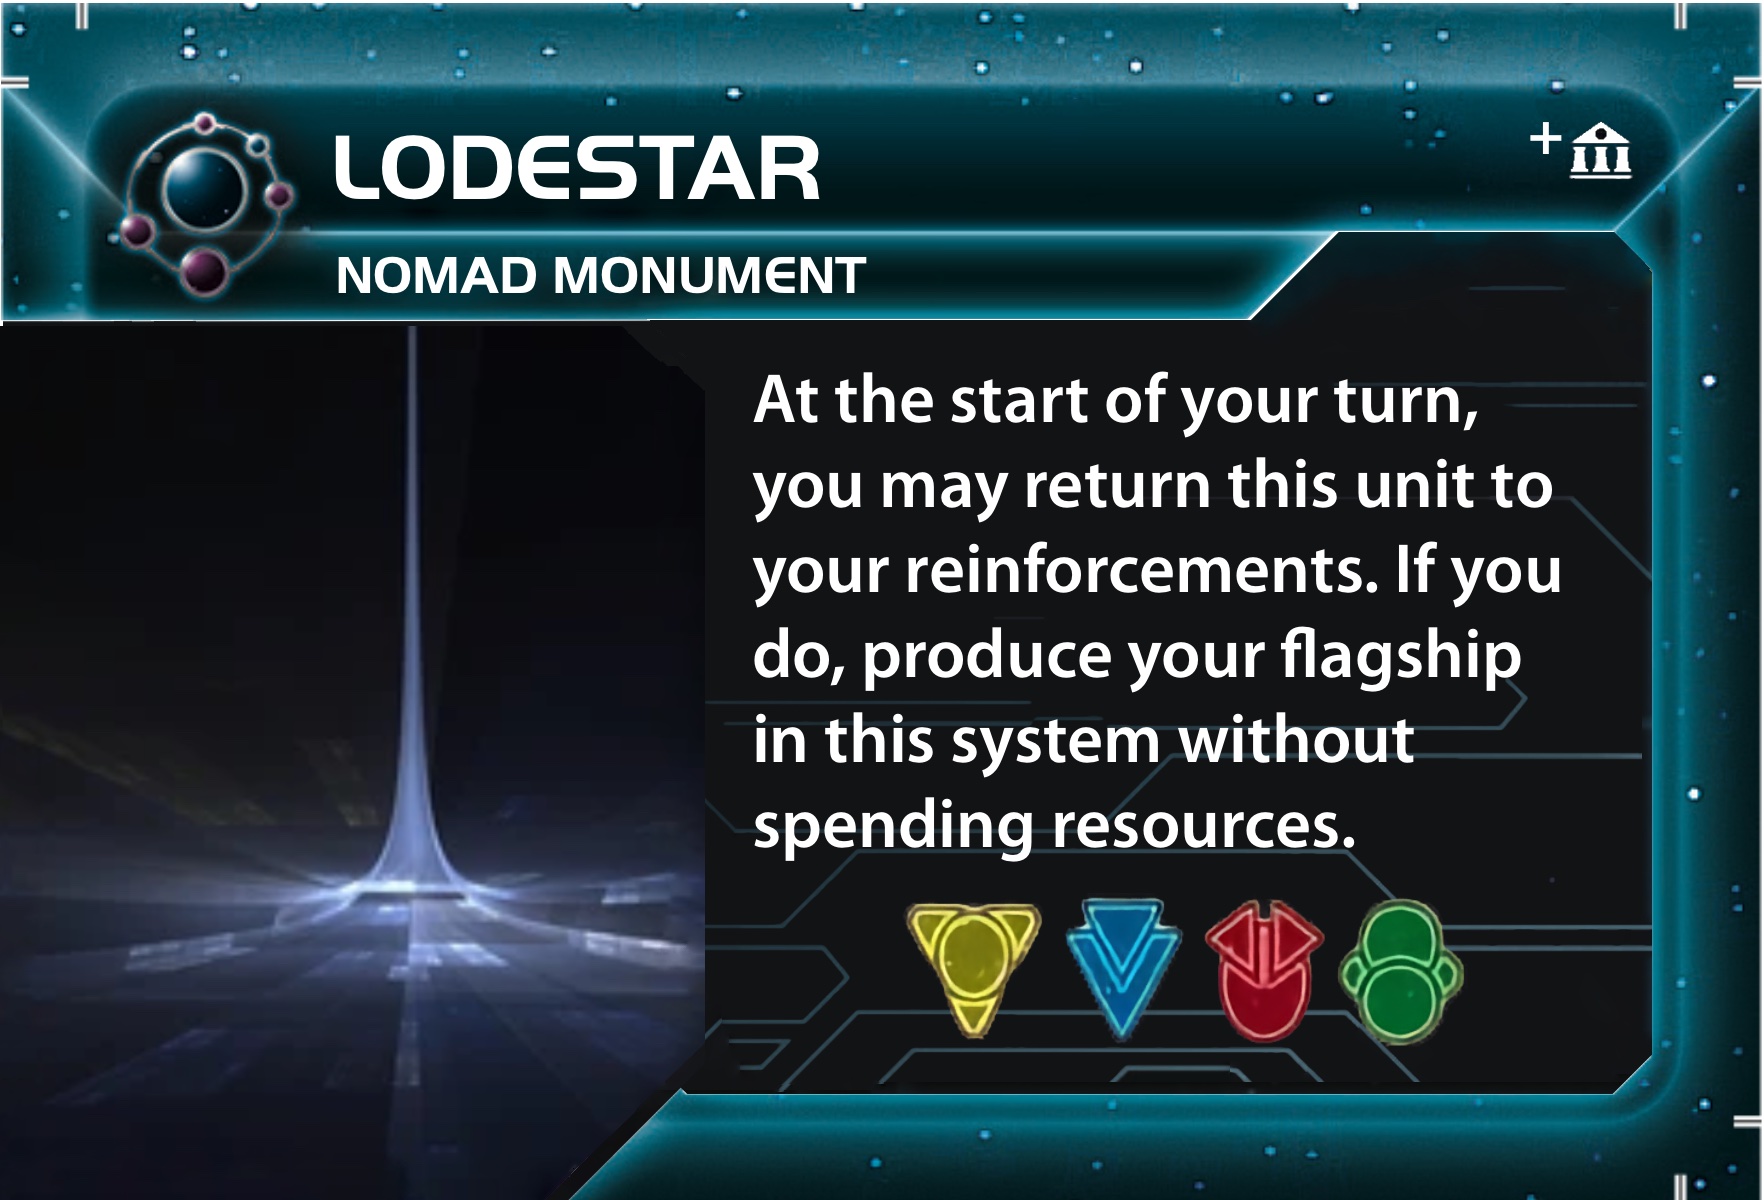 LODESTAR
+
NOMAD MONUMENT
At the start of your turn,
you may return this unit to
your reinforcements. If you
do, produce your flagship
in this system without
spending resources.